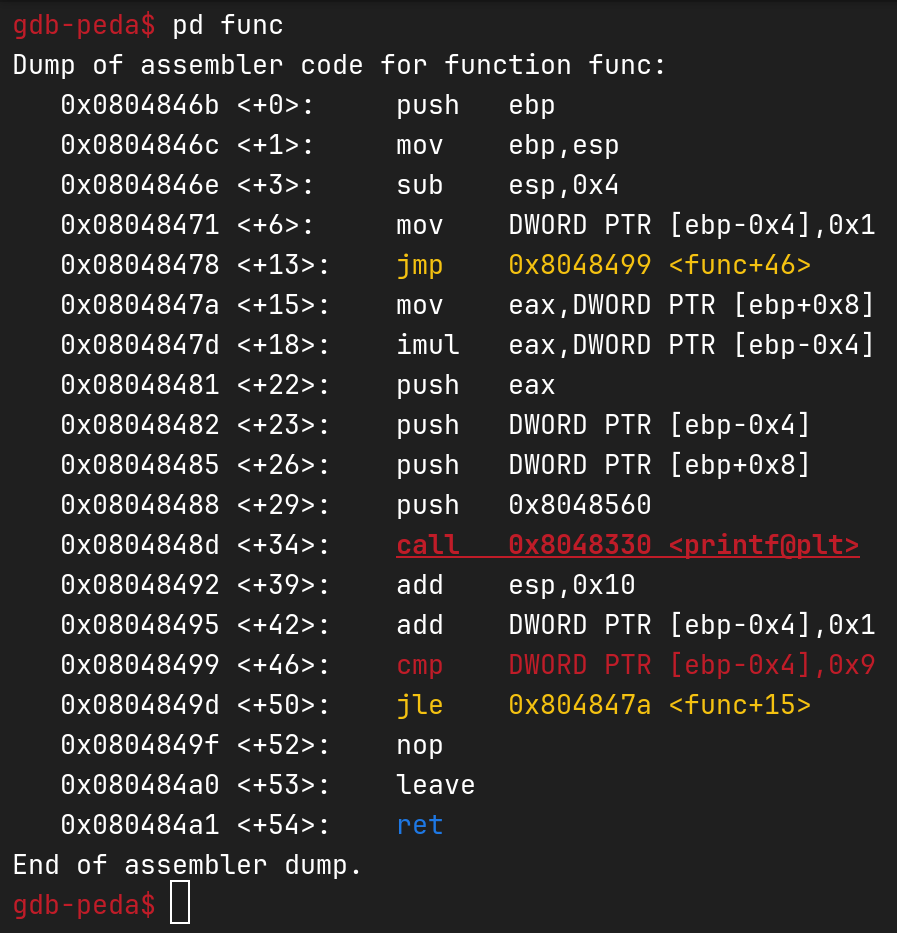 gdb-peda$ pd func
Dump of assembler code for function func:
   0x0804846b <+0>:     push   ebp
   0x0804846c <+1>:     mov    ebp,esp
   0x0804846e <+3>:     sub    esp,0x4
   0x08048471 <+6>:     mov    DWORD PTR [ebp-0x4],0x1
   0x08048478 <+13>:    jmp    0x8048499 <func+46>
   0x0804847a <+15>:    mov    eax,DWORD PTR [ebp+0x8]
   0x0804847d <+18>:    imul   eax,DWORD PTR [ebp-0x4]
   0x08048481 <+22>:    push   eax
   0x08048482 <+23>:    push   DWORD PTR [ebp-0x4]
   0x08048485 <+26>:    push   DWORD PTR [ebp+0x8]
   0x08048488 <+29>:    push   0x8048560
   0x0804848d <+34>:    call   0x8048330 <printf@plt>
   0x08048492 <+39>:    add    esp,0x10
   0x08048495 <+42>:    add    DWORD PTR [ebp-0x4],0x1
   0x08048499 <+46>:    cmp    DWORD PTR [ebp-0x4],0x9
   0x0804849d <+50>:    jle    0x804847a <func+15>
   0x0804849f <+52>:    nop
   0x080484a0 <+53>:    leave
   0x080484a1 <+54>:    ret
End of assembler dump.
gdb-peda$